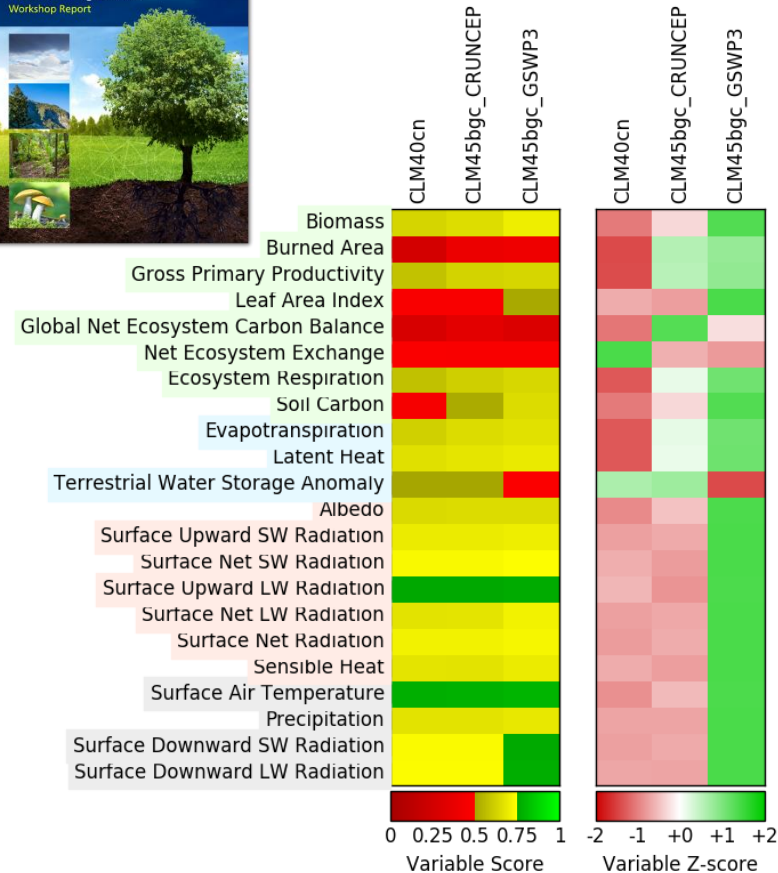 Workshop Report
CLM40cn
CLM45bgc_CRUNCEP
CLM45bgc_GSWP3
CLM40cn
CLM45bgc_CRUNCEP
CLM45bgc_GSWP3
Biomass
Burned Area
Gross Primary Productivity
Leaf Area Index
Global Net Ecosystem Carbon Balance
Net Ecosystem Exchange
Ecosystem Respiration
Soil Carbon
Evapotranspiration
Latent Heat
Terrestrial Water Storage Anomaly
Albedo
Surface Upward SW Radiation
Surface Net SW Radiation
Surface Upward LW Radiation
Surface Net LW Radiation
Surface Net Radiation
Sensible Heat
Surface Air Temperature
Precipitation
Surface Downward SW Radiation
Surface Downward LW Radiation
0 0.25 0.5 0.75 1
Variable Score
-2 -1 +0 +1 +2
Variable Z-score